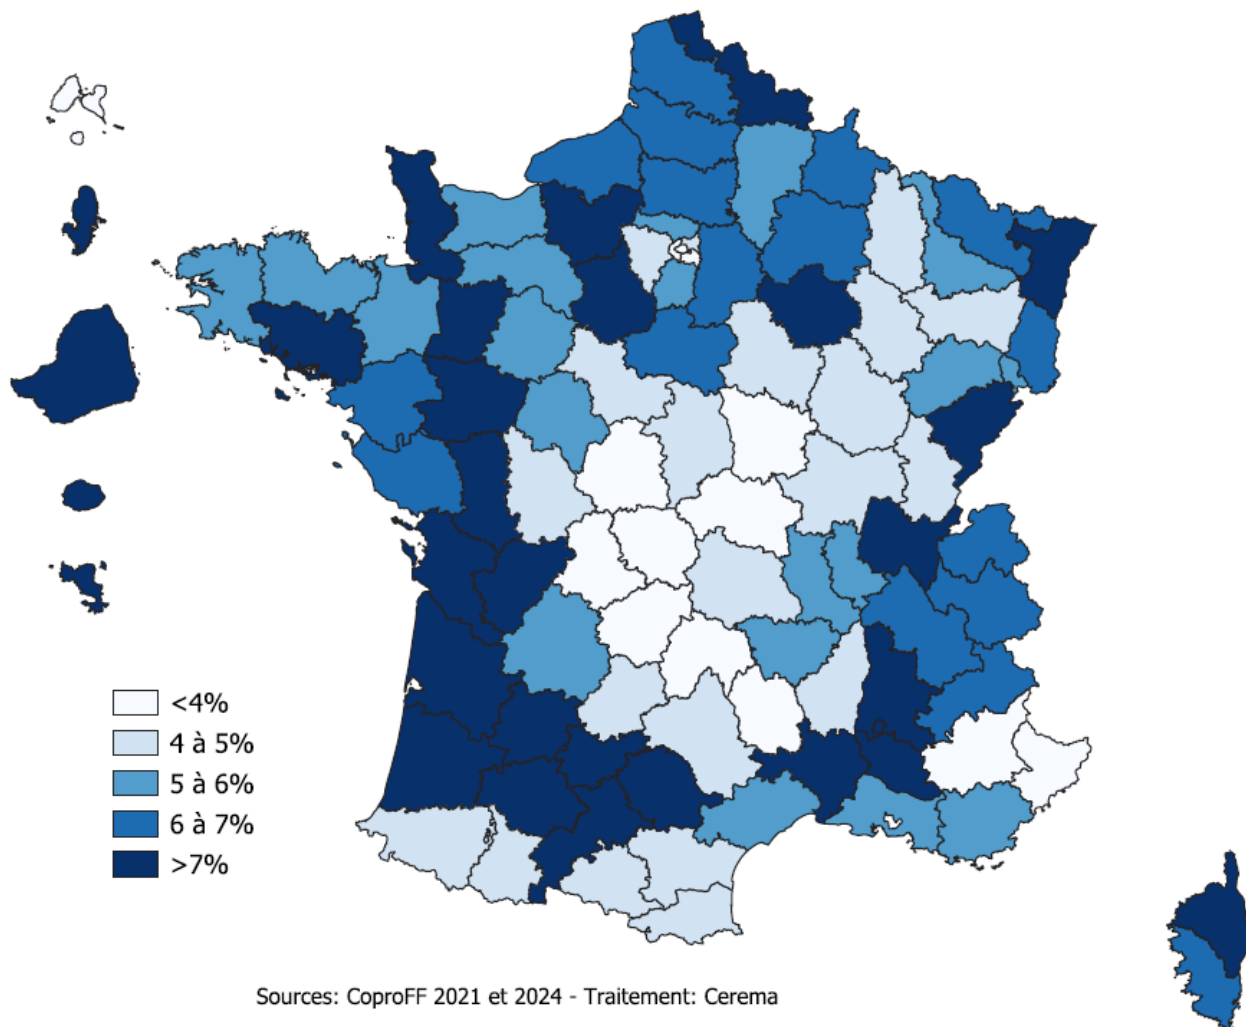 <4%
4 à 5%
5 à 6%
6 à 7%
>7%
Sources: CoproFF 2021 et 2024 - Traitement: Cerema